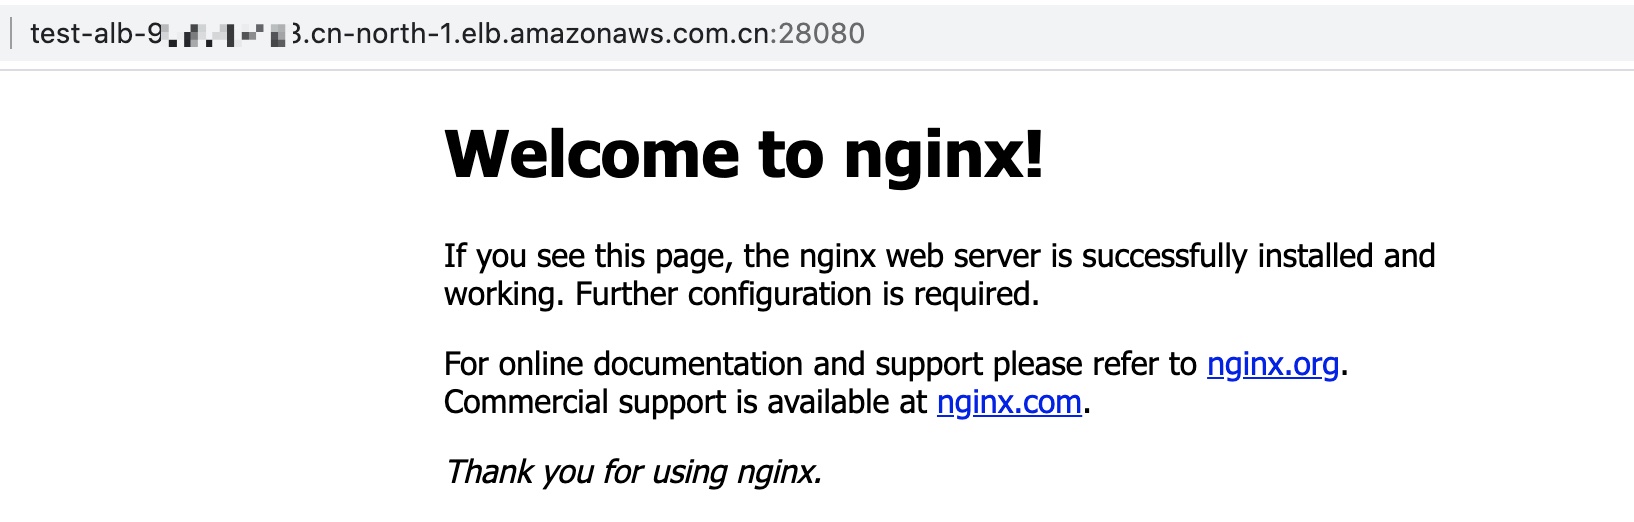 test-alb-9 3.cn-north-1.elb.amazonaws.com.cn:28080
Welcome to nginx!
If you see this page, the nginx web server is successfully installed and
working. Further configuration is required.
For online documentation and support please refer to nginx.org.
Commercial support is available at nginx.com.
Thank you for using nginx.